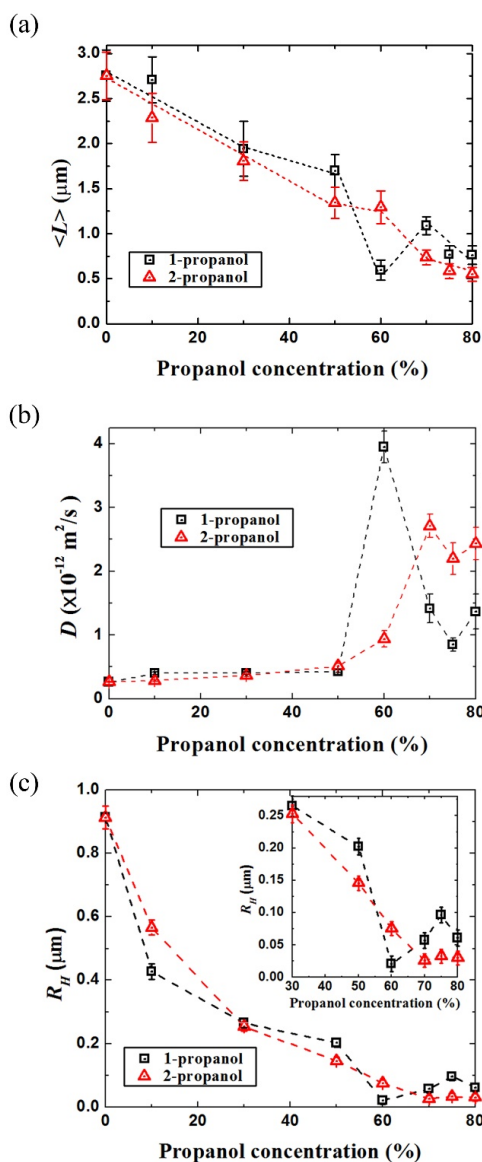 (a)
3.0
2.5
2.0
1.5
1.0
0.5
0.0
<L> (μm)
1-propanol
2-propanol
0 20 40 60 80
Propanol concentration (%)
(b)
4
3
2
1
0
D (×10⁻¹² m²/s)
1-propanol
2-propanol
0 20 40 60 80
Propanol concentration (%)
(c)
1.0
0.8
0.6
0.4
0.2
0.0
R_H (μm)
0.25
0.20
0.15
0.10
0.05
0.00
R_H (μm)
30 40 50 60 70 80
Propanol concentration (%)
1-propanol
2-propanol
0 20 40 60 80
Propanol concentration (%)